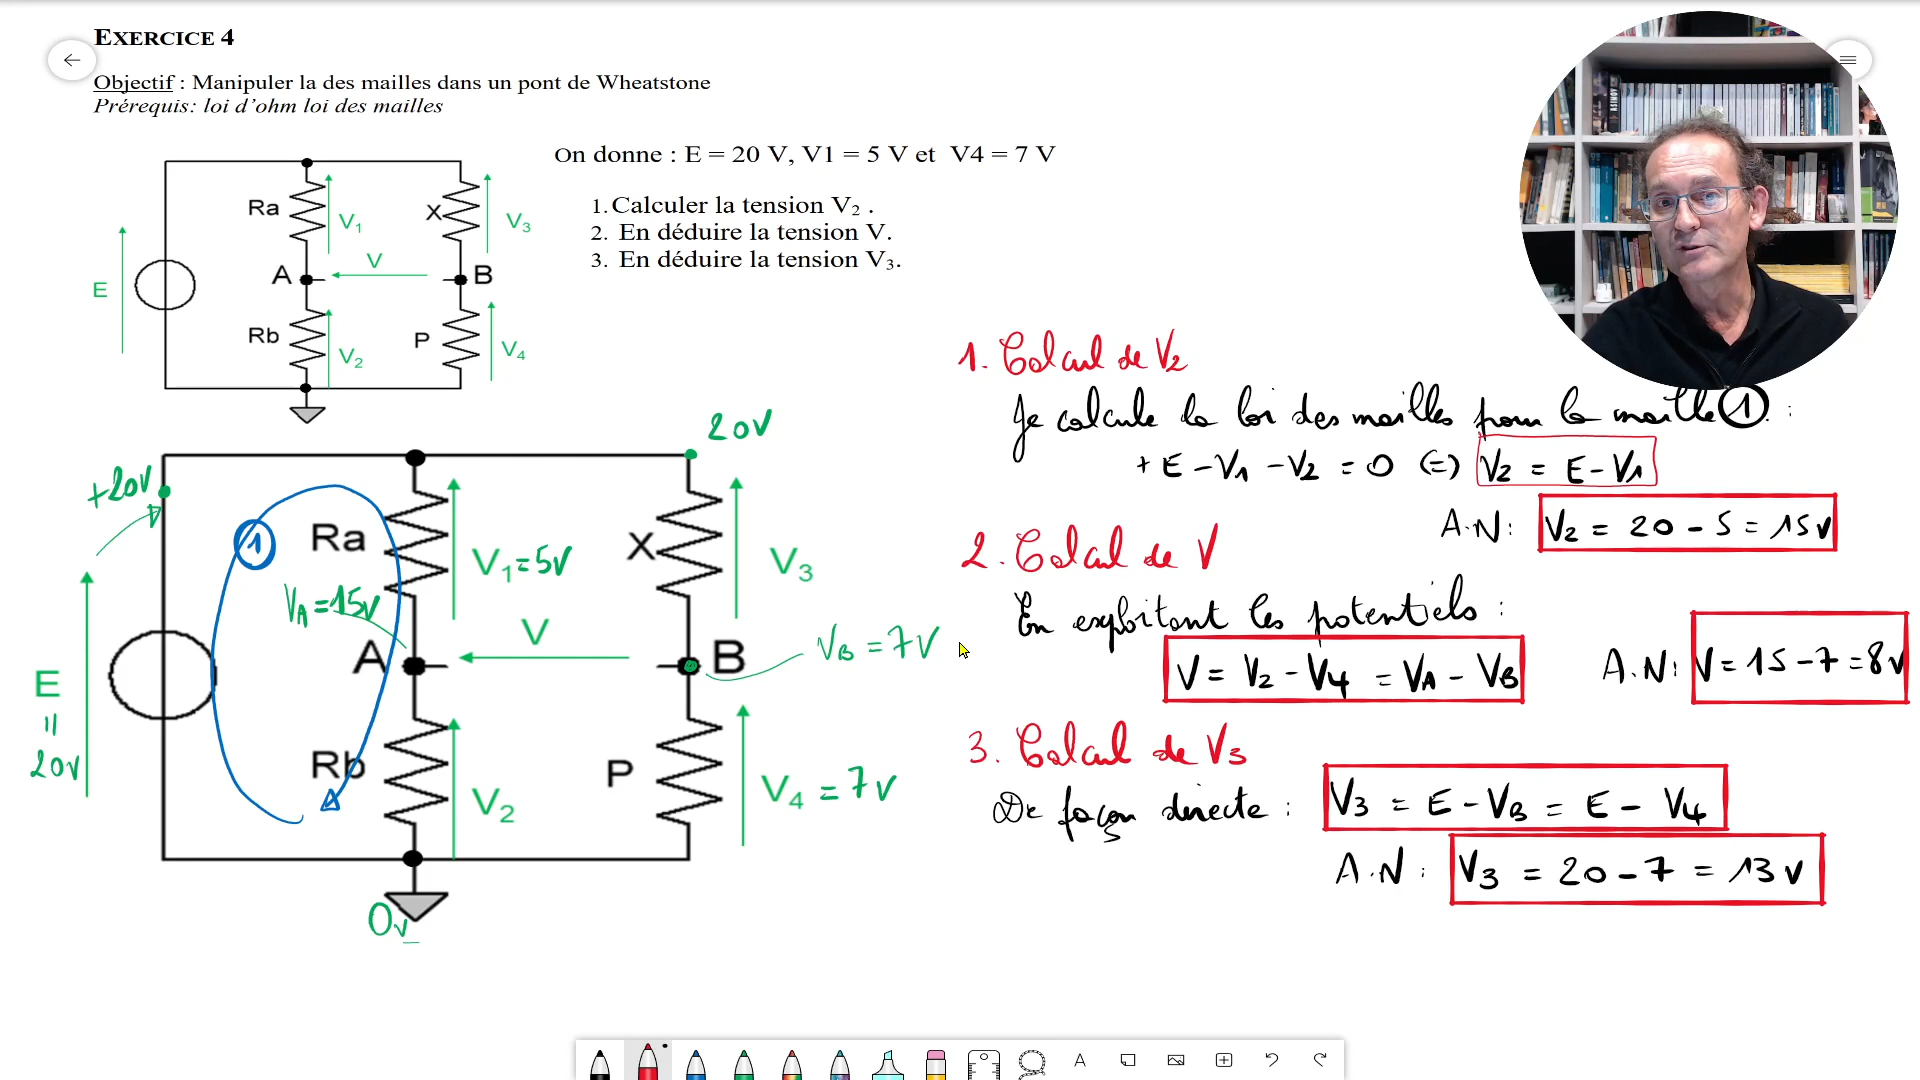 EXERCICE 4
Objectif : Manipuler la des mailles dans un pont de Wheatstone
Prérequis: loi d'ohm loi des mailles
On donne : E = 20 V, V1 = 5 V et V4 = 7 V
1. Calculer la tension V₂ .
2. En déduire la tension V.
3. En déduire la tension V₃.
E
Ra
V₁
X
V₃
A
V
B
Rb
V₂
P
V₄
+20V
20V
1
Ra
V₁ = 5V
X
V₃
VA = 15V
V
A
B
VB = 7V
E
=
20V
Rb
V₂
P
V₄ = 7V
0V
1. Calcul de V₂
Je calcule la loi des mailles pour la maille 1 :
+ E - V₁ - V₂ = 0 (=) V₂ = E - V₁
A.N : V₂ = 20 - 5 = 15V
2. Calcul de V
En exploitant les potentiels :
V = V₂ - V₄ = VA - VB
A.N : V = 15 - 7 = 8V
3. Calcul de V₃
De façon directe : V₃ = E - VB = E - V₄
A.N : V₃ = 20 - 7 = 13V
A